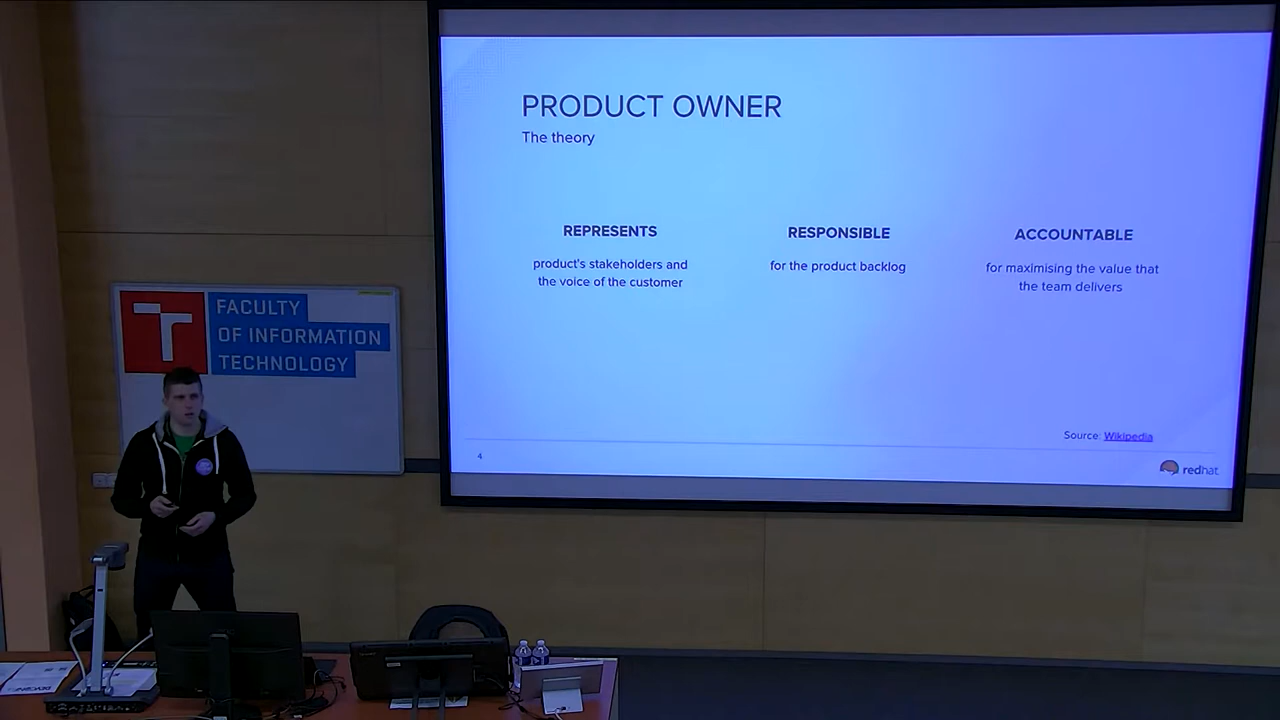 PRODUCT OWNER
The theory
REPRESENTS
product's stakeholders and
the voice of the customer
RESPONSIBLE
for the product backlog
ACCOUNTABLE
for maximising the value that
the team delivers
Source: Wikipedia
4
redhat
FACULTY
OF INFORMATION
TECHNOLOGY